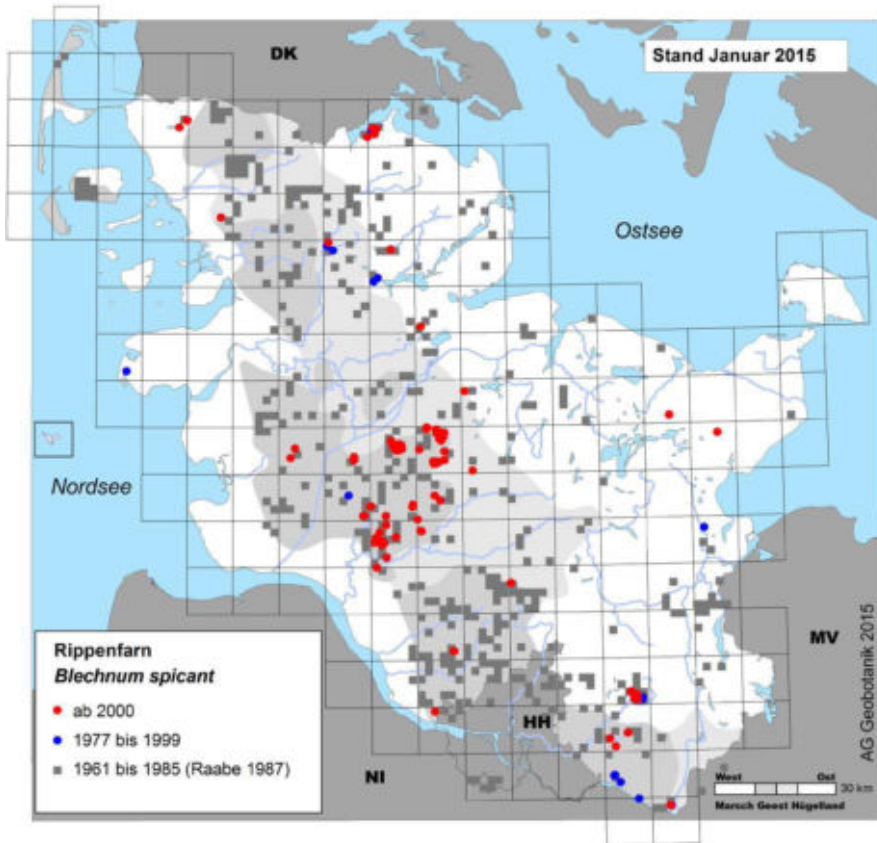 DK
Stand Januar 2015
Ostsee
Nordsee
Rippenfarn
Blechnum spicant
ab 2000
1977 bis 1999
1961 bis 1985 (Raabe 1987)
HH
NI
MV
AG Geobotanik 2015
West Ost
30 km
Marsch Geest Hügelland